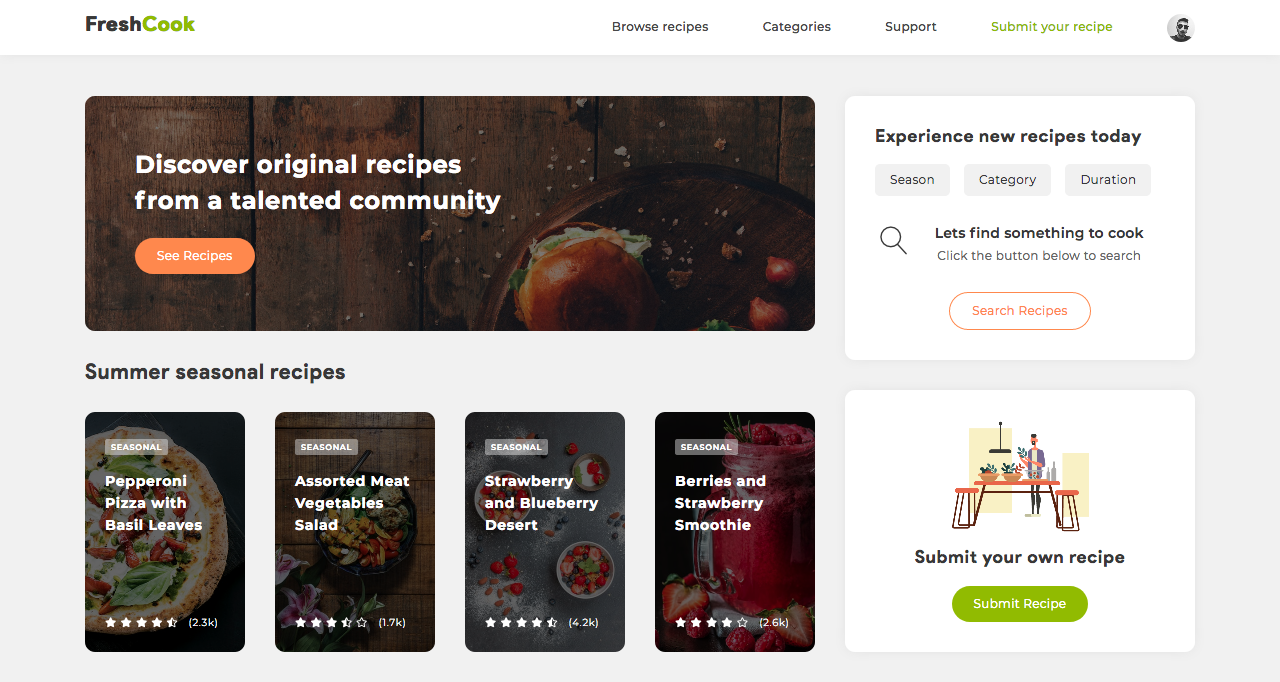 FreshCook
Browse recipes
Categories
Support
Submit your recipe
Discover original recipes
from a talented community
See Recipes
Experience new recipes today
Season
Category
Duration
Lets find something to cook
Click the button below to search
Search Recipes
Summer seasonal recipes
SEASONAL
Pepperoni
Pizza with
Basil Leaves
(2.3k)
SEASONAL
Assorted Meat
Vegetables
Salad
(1.7k)
SEASONAL
Strawberry
and Blueberry
Desert
(4.2k)
SEASONAL
Berries and
Strawberry
Smoothie
(2.6k)
Submit your own recipe
Submit Recipe